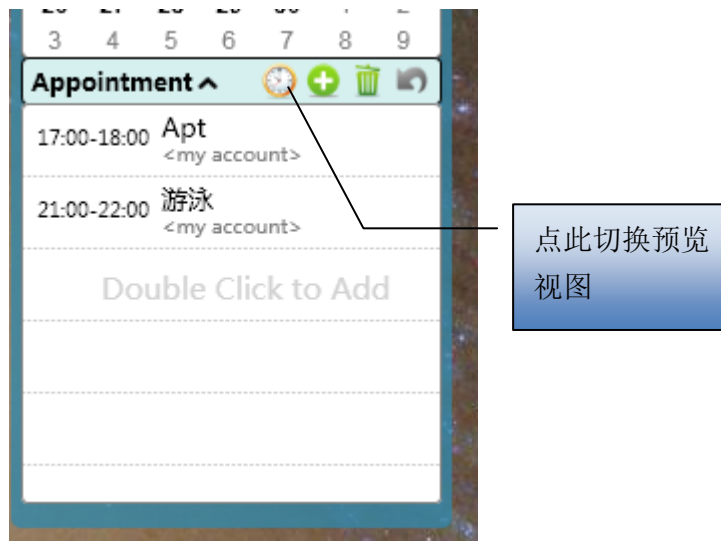 3 4 5 6 7 8 9
Appointment
17:00-18:00 Apt
<my account>
21:00-22:00 游泳
<my account>
Double Click to Add
点此切换预览
视图